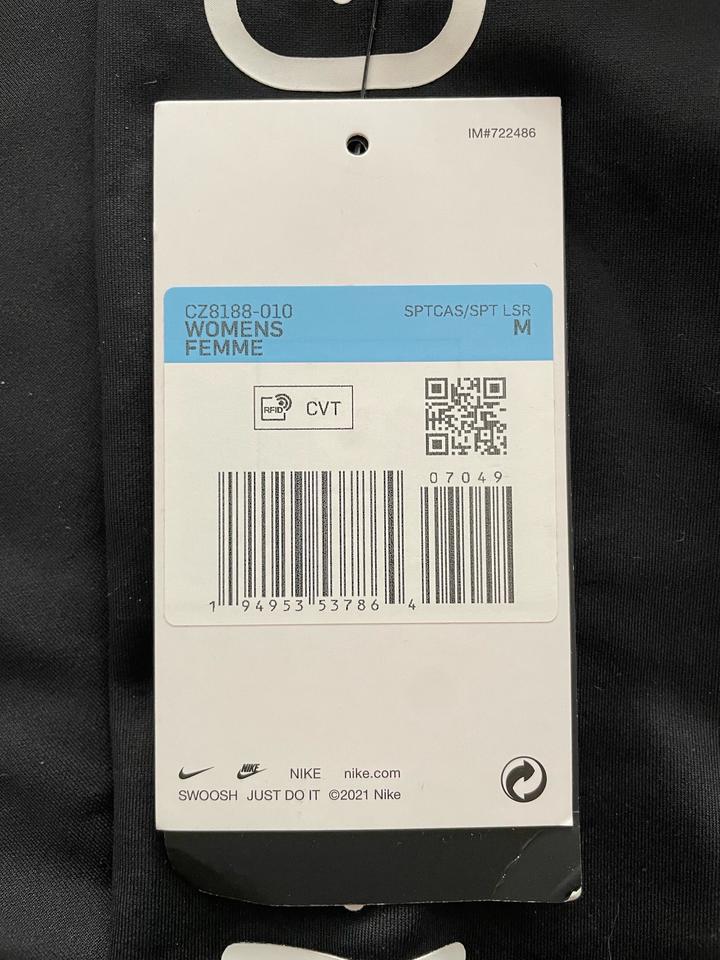 IM#722486
CZ8188-010 SPTCAS/SPT LSR
WOMENS M
FEMME
RFID CVT
07049
1 94953 53786 4
NIKE NIKE nike.com
SWOOSH JUST DO IT ©2021 Nike